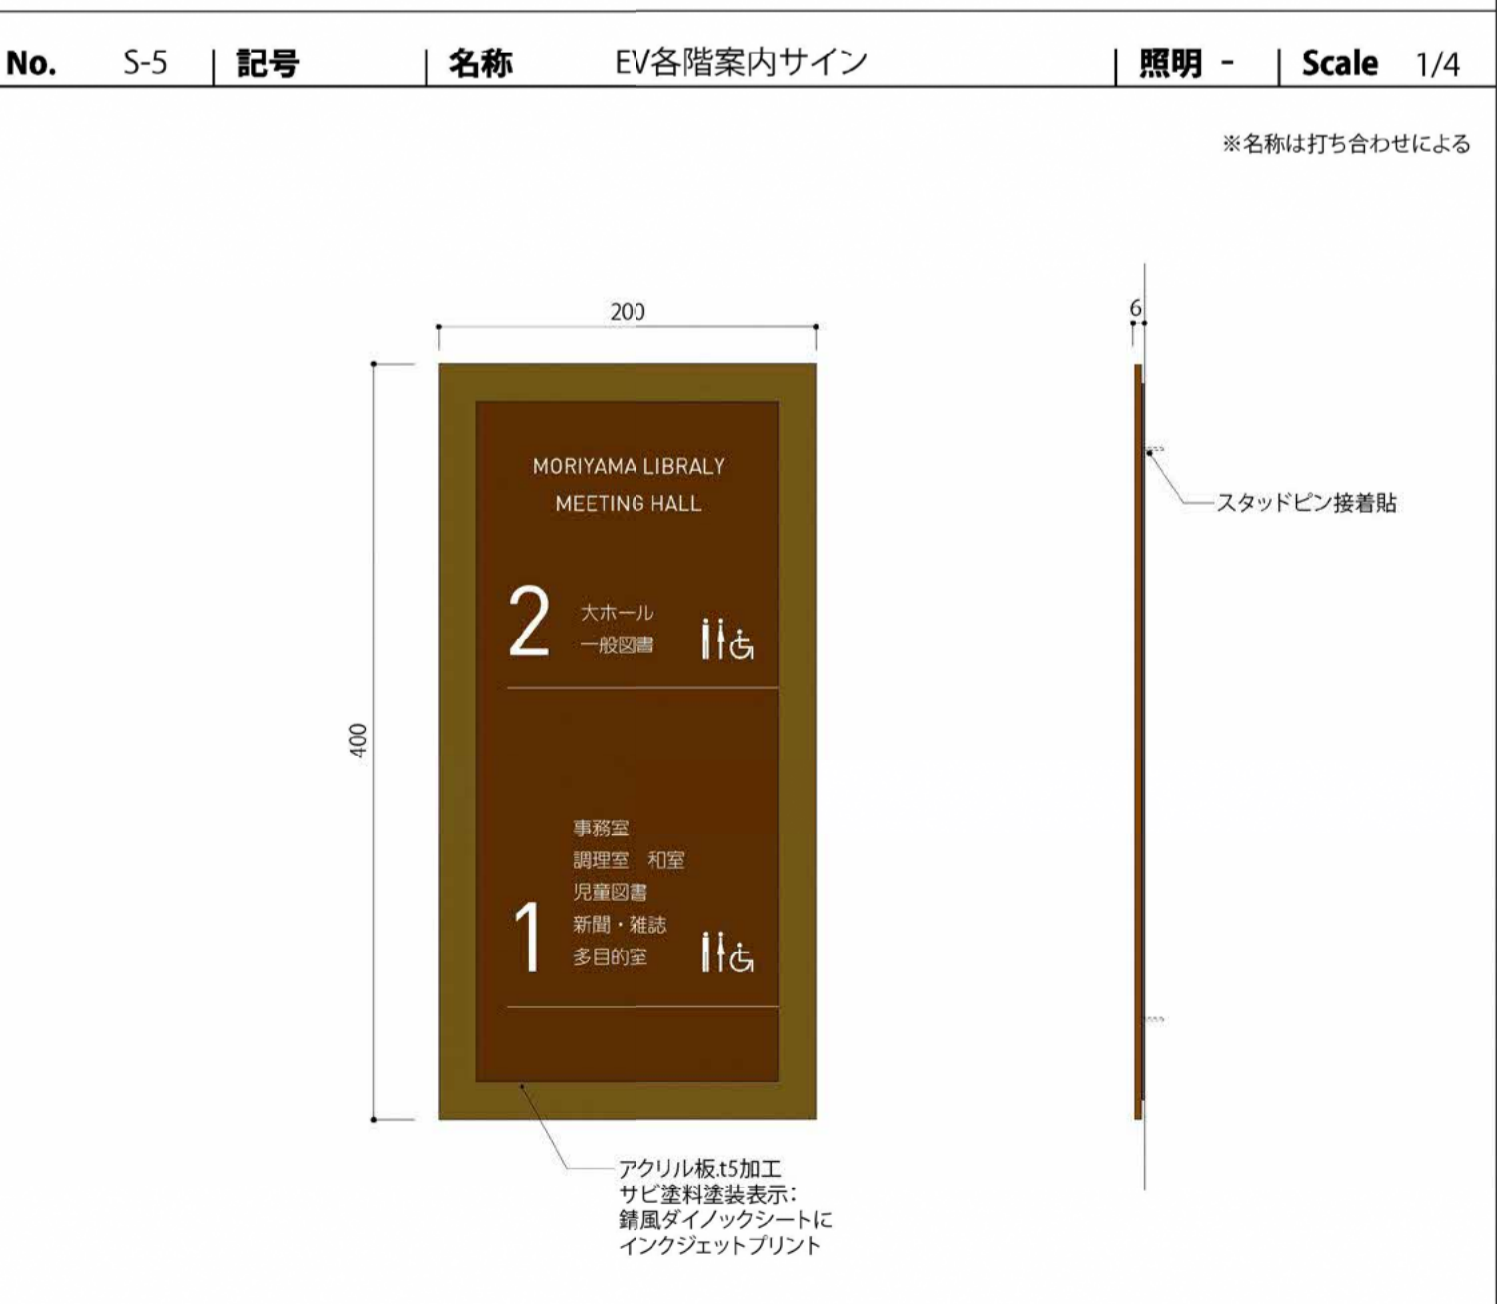 No. S-5 記号 名称 EV各階案内サイン 照明 - Scale 1/4
※名称は打ち合わせによる
200
6
400
MORIYAMA LIBRALY
MEETING HALL
スタッドピン接着貼
2 大ホール
一般図書
事務室
調理室 和室
児童図書
新聞・雑誌
1 多目的室
アクリル板.t5加工
サビ塗料塗装表示：
錆風ダイノックシートに
インクジェットプリント